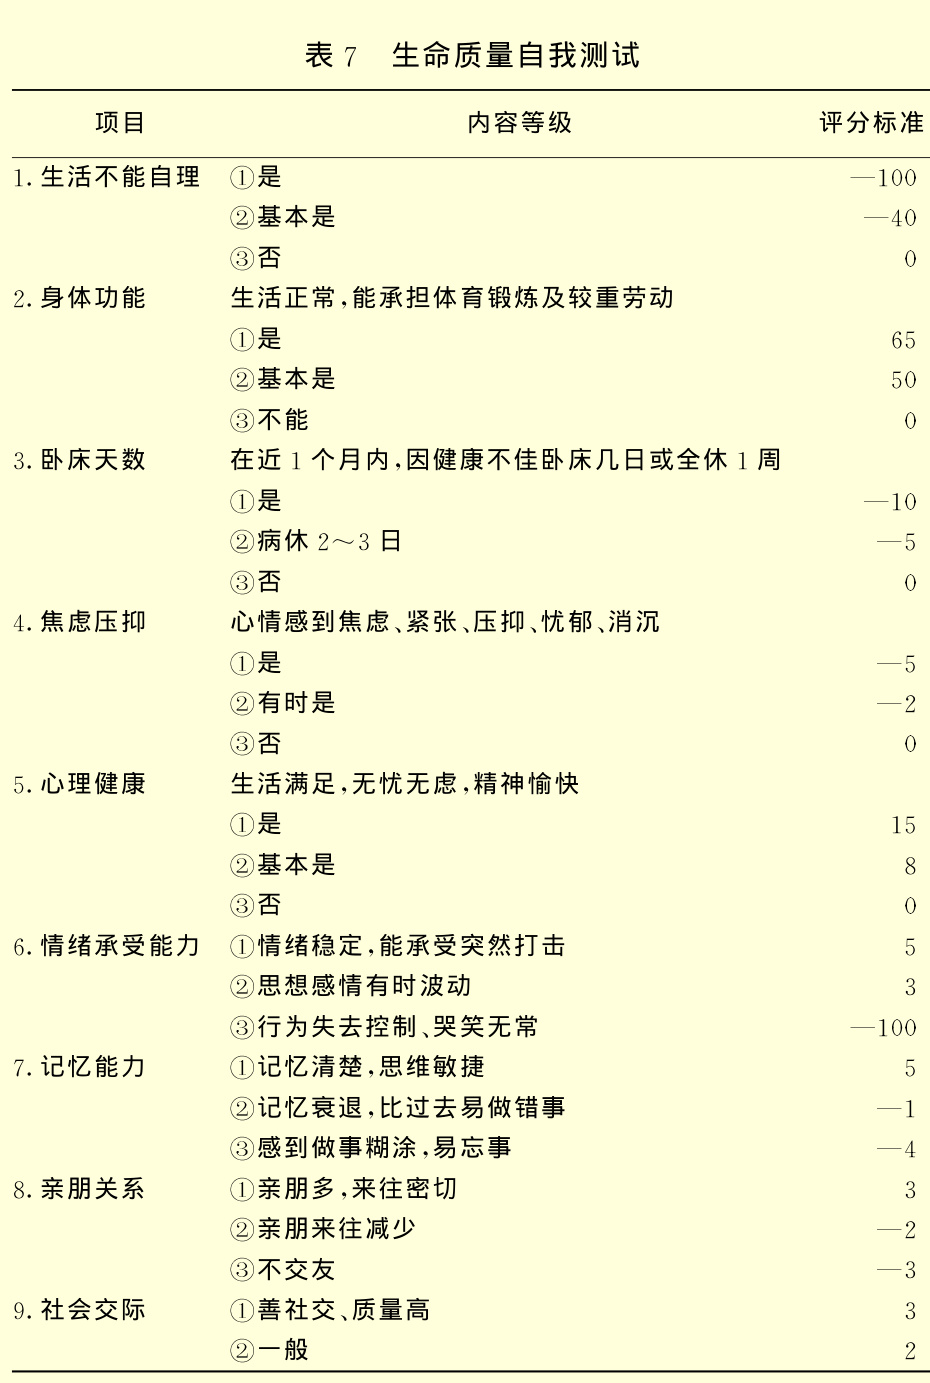 表 7 生命质量自我测试
项目 内容等级 评分标准
1. 生活不能自理 ①是 —100
②基本是 —40
③否 0
2. 身体功能 生活正常,能承担体育锻炼及较重劳动
①是 65
②基本是 50
③不能 0
3. 卧床天数 在近 1 个月内,因健康不佳卧床几日或全休 1 周
①是 —10
②病休 2～3 日 —5
③否 0
4. 焦虑压抑 心情感到焦虑、紧张、压抑、忧郁、消沉
①是 —5
②有时是 —2
③否 0
5. 心理健康 生活满足,无忧无虑,精神愉快
①是 15
②基本是 8
③否 0
6. 情绪承受能力 ①情绪稳定,能承受突然打击 5
②思想感情有时波动 3
③行为失去控制、哭笑无常 —100
7. 记忆能力 ①记忆清楚,思维敏捷 5
②记忆衰退,比过去易做错事 —1
③感到做事糊涂,易忘事 —4
8. 亲朋关系 ①亲朋多,来往密切 3
②亲朋来往减少 —2
③不交友 —3
9. 社会交际 ①善社交、质量高 3
②一般 2